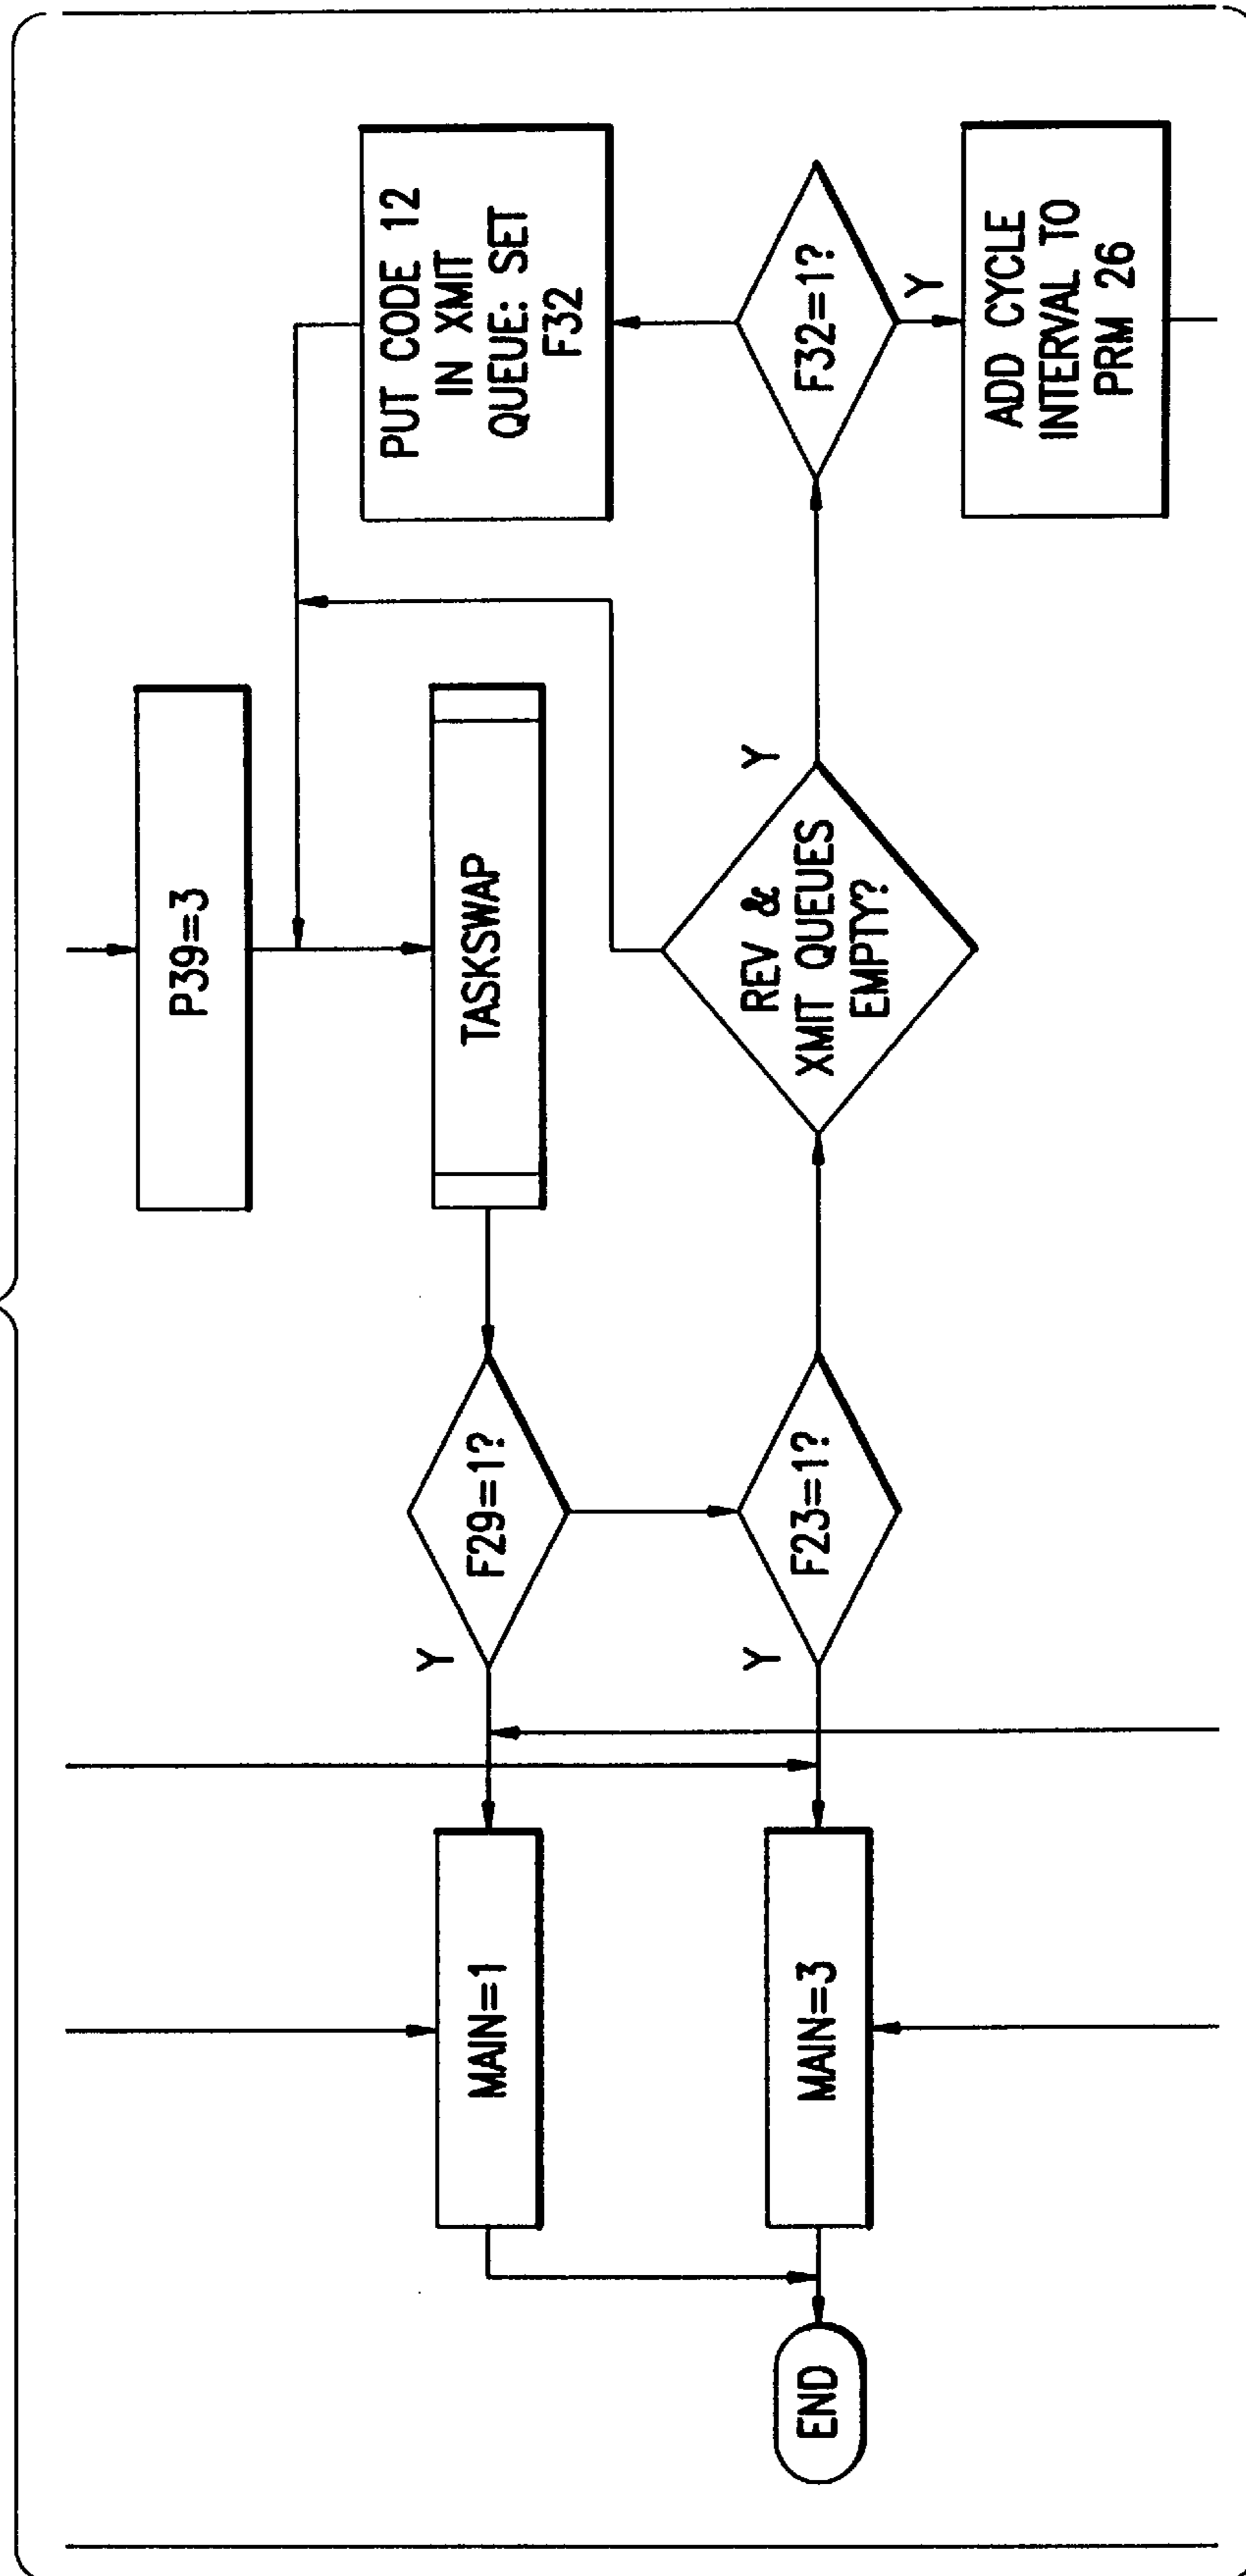 P39=3
PUT CODE 12
IN XMIT
QUEUE: SET
F32
TASKSWAP
Y
F29=1?
MAIN=1
Y
F23=1?
Y
REV &
XMIT QUEUES
EMPTY?
F32=1?
Y
ADD CYCLE
INTERVAL TO
PRM 26
MAIN=3
END